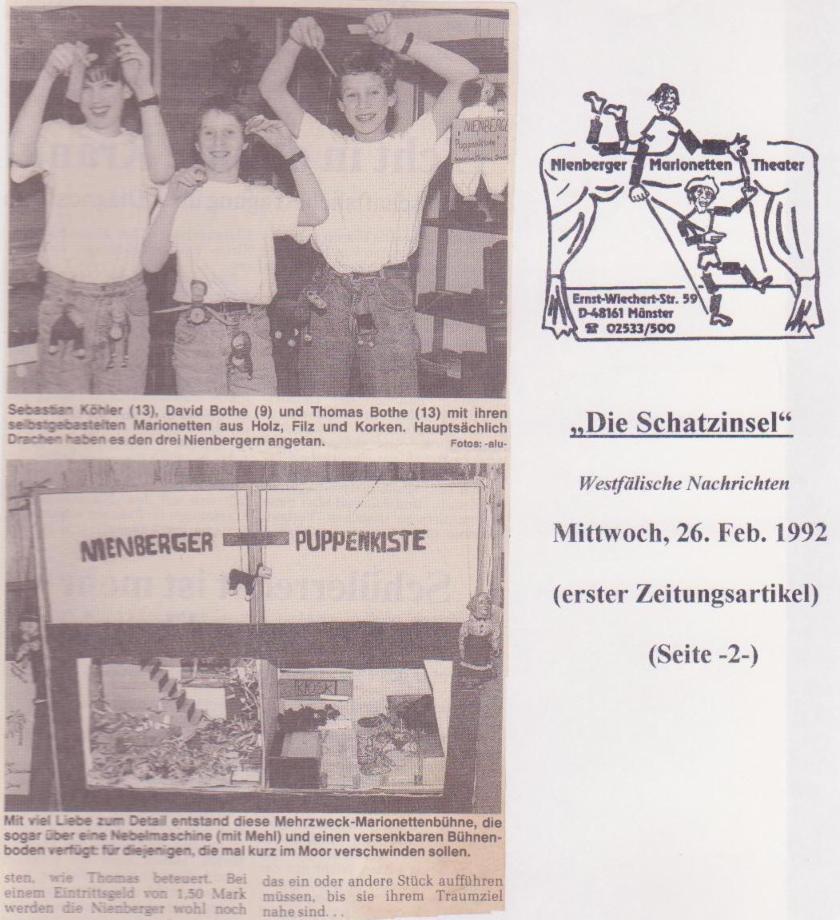 NIENBERGER
"Puppenkiste"
Sebastian Köhler (13), David Bothe (9) und Thomas Bothe (13) mit ihren
selbstgebastelten Marionetten aus Holz, Filz und Korken. Hauptsächlich
Drachen haben es den drei Nienbergern angetan.
Fotos: -alu-
NIENBERGER PUPPENKISTE
KIOSK
Mit viel Liebe zum Detail entstand diese Mehrzweck-Marionettenbühne, die
sogar über eine Nebelmaschine (mit Mehl) und einen versenkbaren Bühnen-
boden verfügt: für diejenigen, die mal kurz im Moor verschwinden sollen.
sten, wie Thomas beteuert. Bei
einem Eintrittsgeld von 1,50 Mark
werden die Nienberger wohl noch
das ein oder andere Stück aufführen
müssen, bis sie ihrem Traumziel
nahe sind. . .
Nienberger Marionetten Theater
Ernst-Wiechert-Str. 59
D-48161 Münster
☎ 02533/500
„Die Schatzinsel“
Westfälische Nachrichten
Mittwoch, 26. Feb. 1992
(erster Zeitungsartikel)
(Seite -2-)